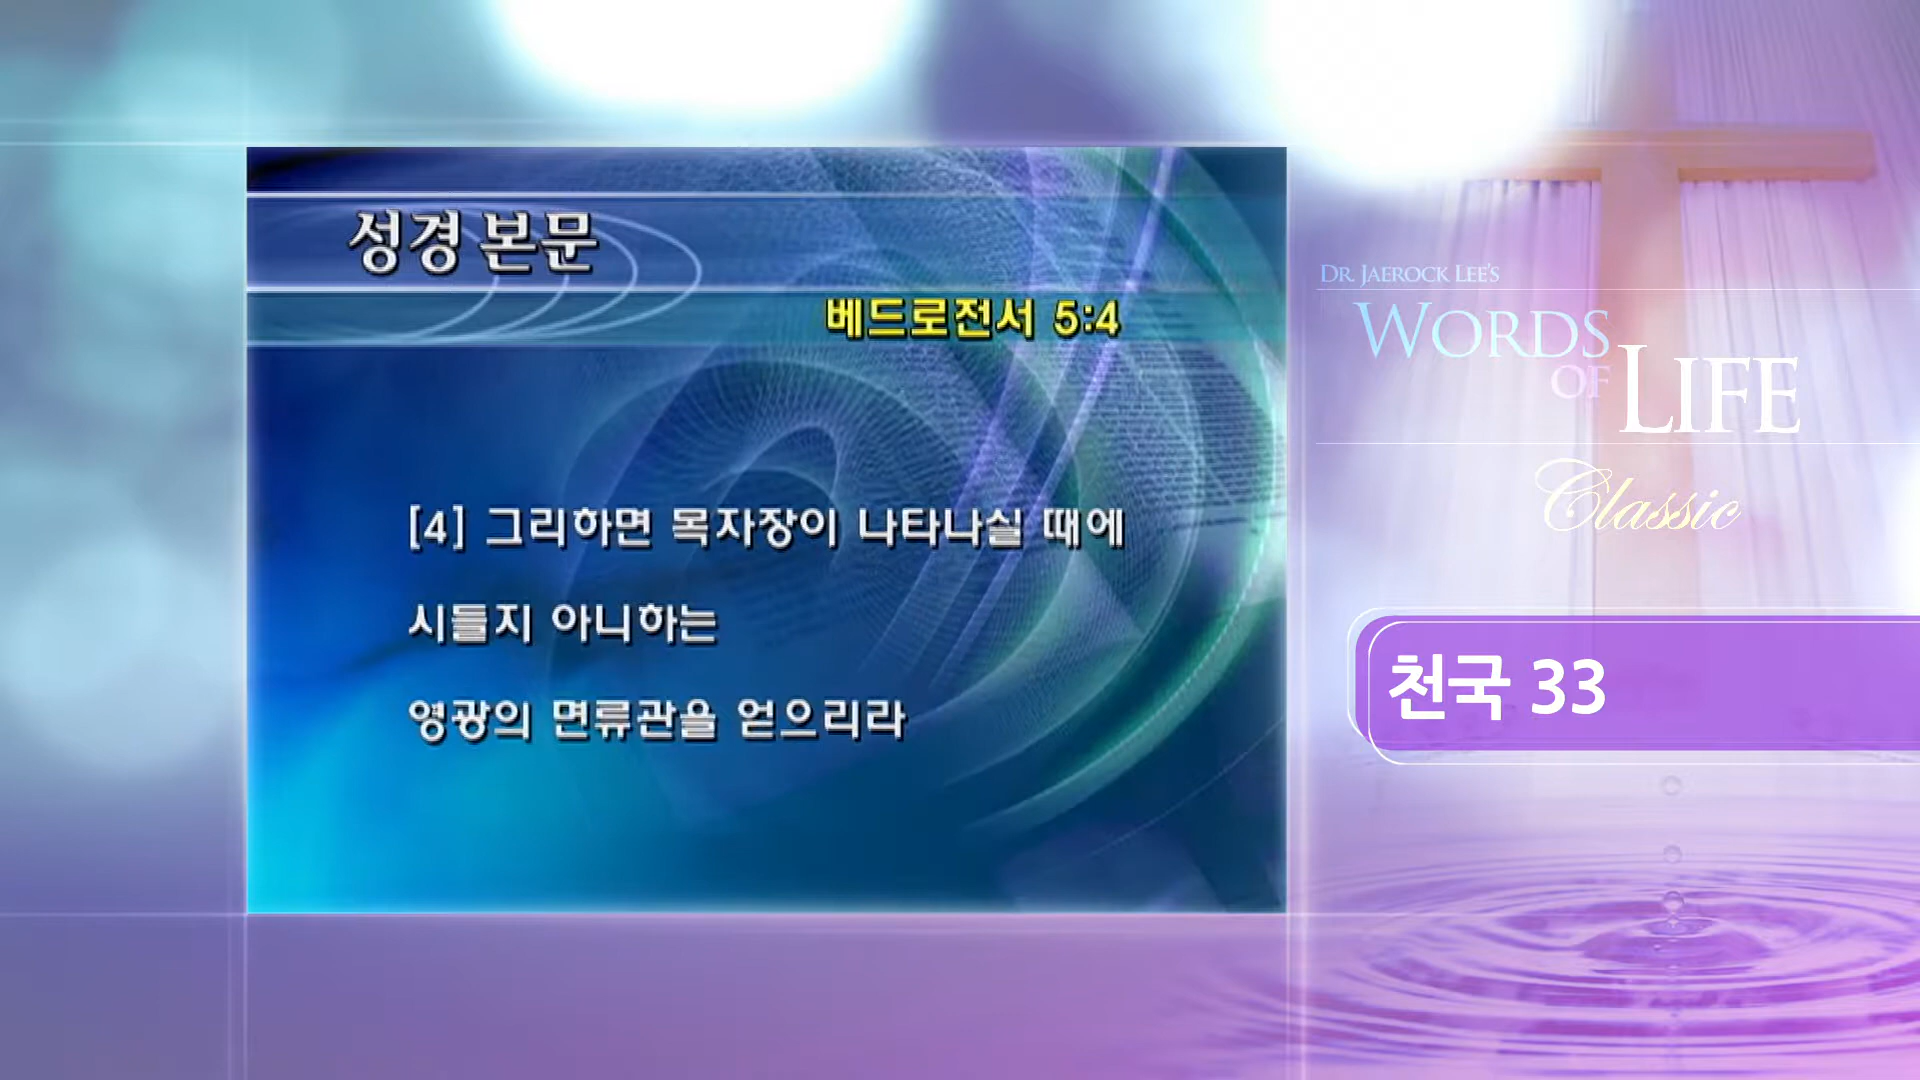 성경 본문
베드로전서 5:4
[4] 그리하면 목자장이 나타나실 때에
시들지 아니하는
영광의 면류관을 얻으리라
DR. JAEROCK LEE'S
WORDS
OF LIFE
Classic
천국 33